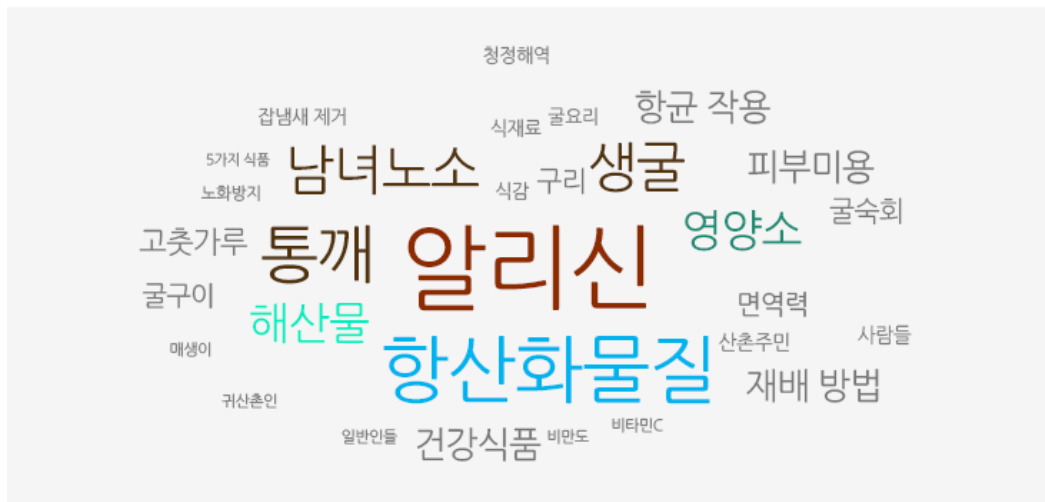 청정해역
잡냄새 제거
식재료
굴요리
항균 작용
5가지 식품
남녀노소
생굴
피부미용
노화방지
식감
구리
굴숙회
고춧가루
통깨
알리신
영양소
굴구이
해산물
면역력
매생이
항산화물질
산촌주민
사람들
귀산촌인
재배 방법
일반인들
건강식품
비만도
비타민C